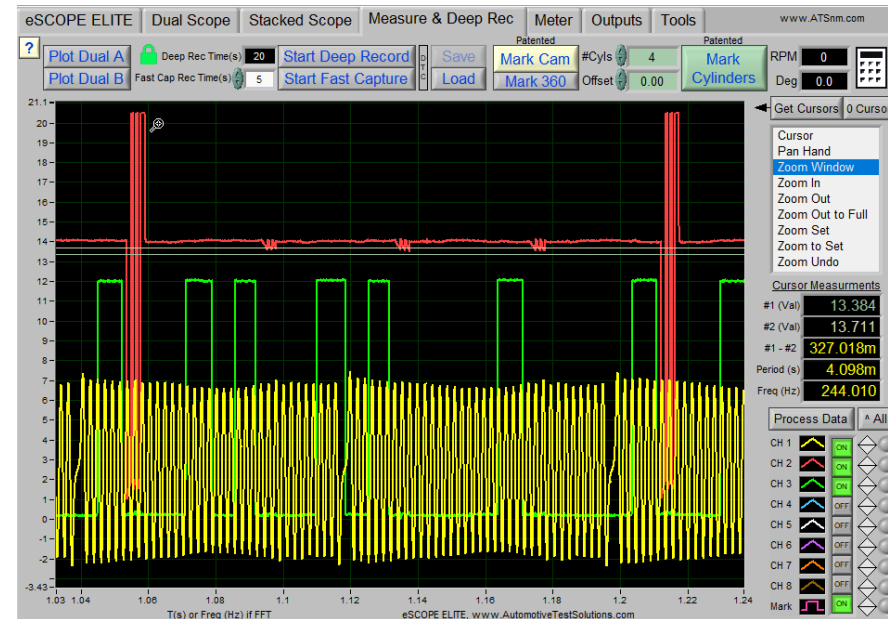 eSCOPE ELITE Dual Scope Stacked Scope Measure & Deep Rec Meter Outputs Tools www.ATSnm.com
? Plot Dual A Deep Rec Time(s) 20 Start Deep Record D T C Save Patented Mark Cam #Cyls 4 Patented Mark Cylinders RPM 0
Plot Dual B Fast Cap Rec Time(s) 5 Start Fast Capture Load Mark 360 Offset 0.00 Deg 0.0
Get Cursors 0 Curso
Cursor
Pan Hand
Zoom Window
Zoom In
Zoom Out
Zoom Out to Full
Zoom Set
Zoom to Set
Zoom Undo
Cursor Measurments
#1 (Val) 13.384
#2 (Val) 13.711
#1 - #2 327.018m
Period (s) 4.098m
Freq (Hz) 244.010
Process Data ^ All
CH 1 ON
CH 2 ON
CH 3 ON
CH 4 OFF
CH 5 OFF
CH 6 OFF
CH 7 OFF
CH 8 OFF
Mark ON
21.1
20
19
18
17
16
15
14
13
12
11
10
9
8
7
6
5
4
3
2
1
0
-1
-2
-3.43
1.03 1.04 1.06 1.08 1.1 1.12 1.14 1.16 1.18 1.2 1.22 1.24
T(s) or Freq (Hz) if FFT eSCOPE ELITE, www.AutomotiveTestSolutions.com